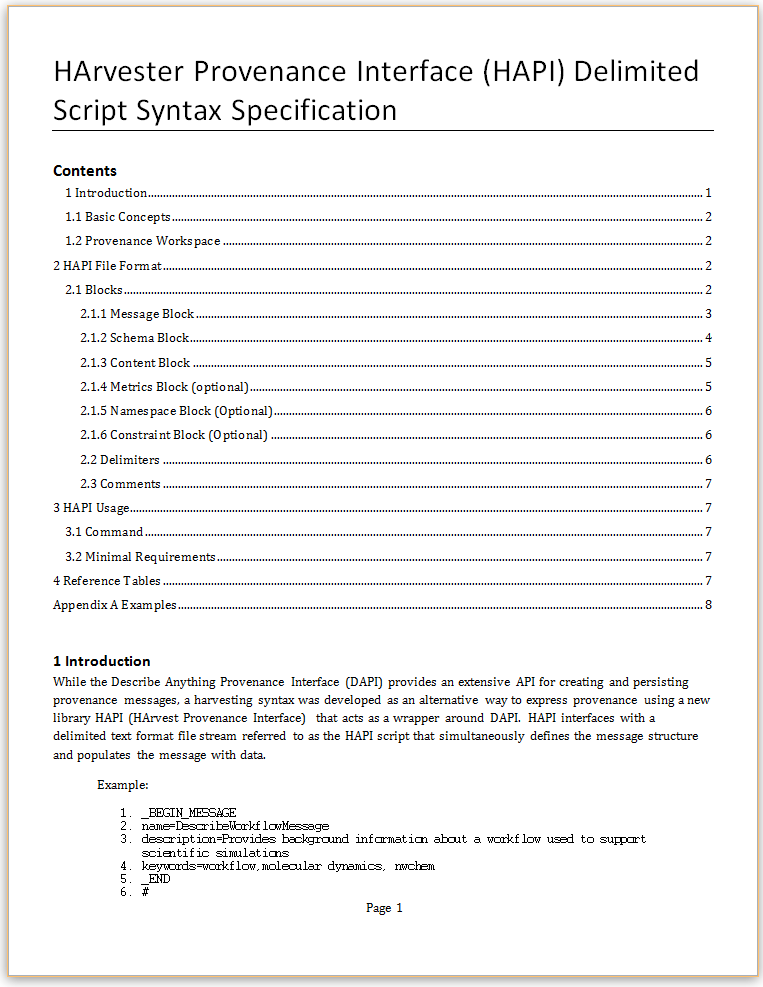 HArvester Provenance Interface (HAPI) Delimited
Script Syntax Specification
Contents
1 Introduction 1
1.1 Basic Concepts 2
1.2 Provenance Workspace 2
2 HAPI File Format 2
2.1 Blocks 2
2.1.1 Message Block 3
2.1.2 Schema Block 4
2.1.3 Content Block 5
2.1.4 Metrics Block (optional) 5
2.1.5 Namespace Block (Optional) 6
2.1.6 Constraint Block (Optional) 6
2.2 Delimiters 6
2.3 Comments 7
3 HAPI Usage 7
3.1 Command 7
3.2 Minimal Requirements 7
4 Reference Tables 7
Appendix A Examples 8
1 Introduction
While the Describe Anything Provenance Interface (DAPI) provides an extensive API for creating and persisting
provenance messages, a harvesting syntax was developed as an alternative way to express provenance using a new
library HAPI (HArvest Provenance Interface) that acts as a wrapper around DAPI. HAPI interfaces with a
delimited text format file stream referred to as the HAPI script that simultaneously defines the message structure
and populates the message with data.
Example:
1. _BEGIN_MESSAGE
2. name=DescribeWorkflowMessage
3. description=Provides background information about a workflow used to support
scientific simulations
4. keywords=workflow,molecular dynamics, nwchem
5. _END
6. #
Page 1